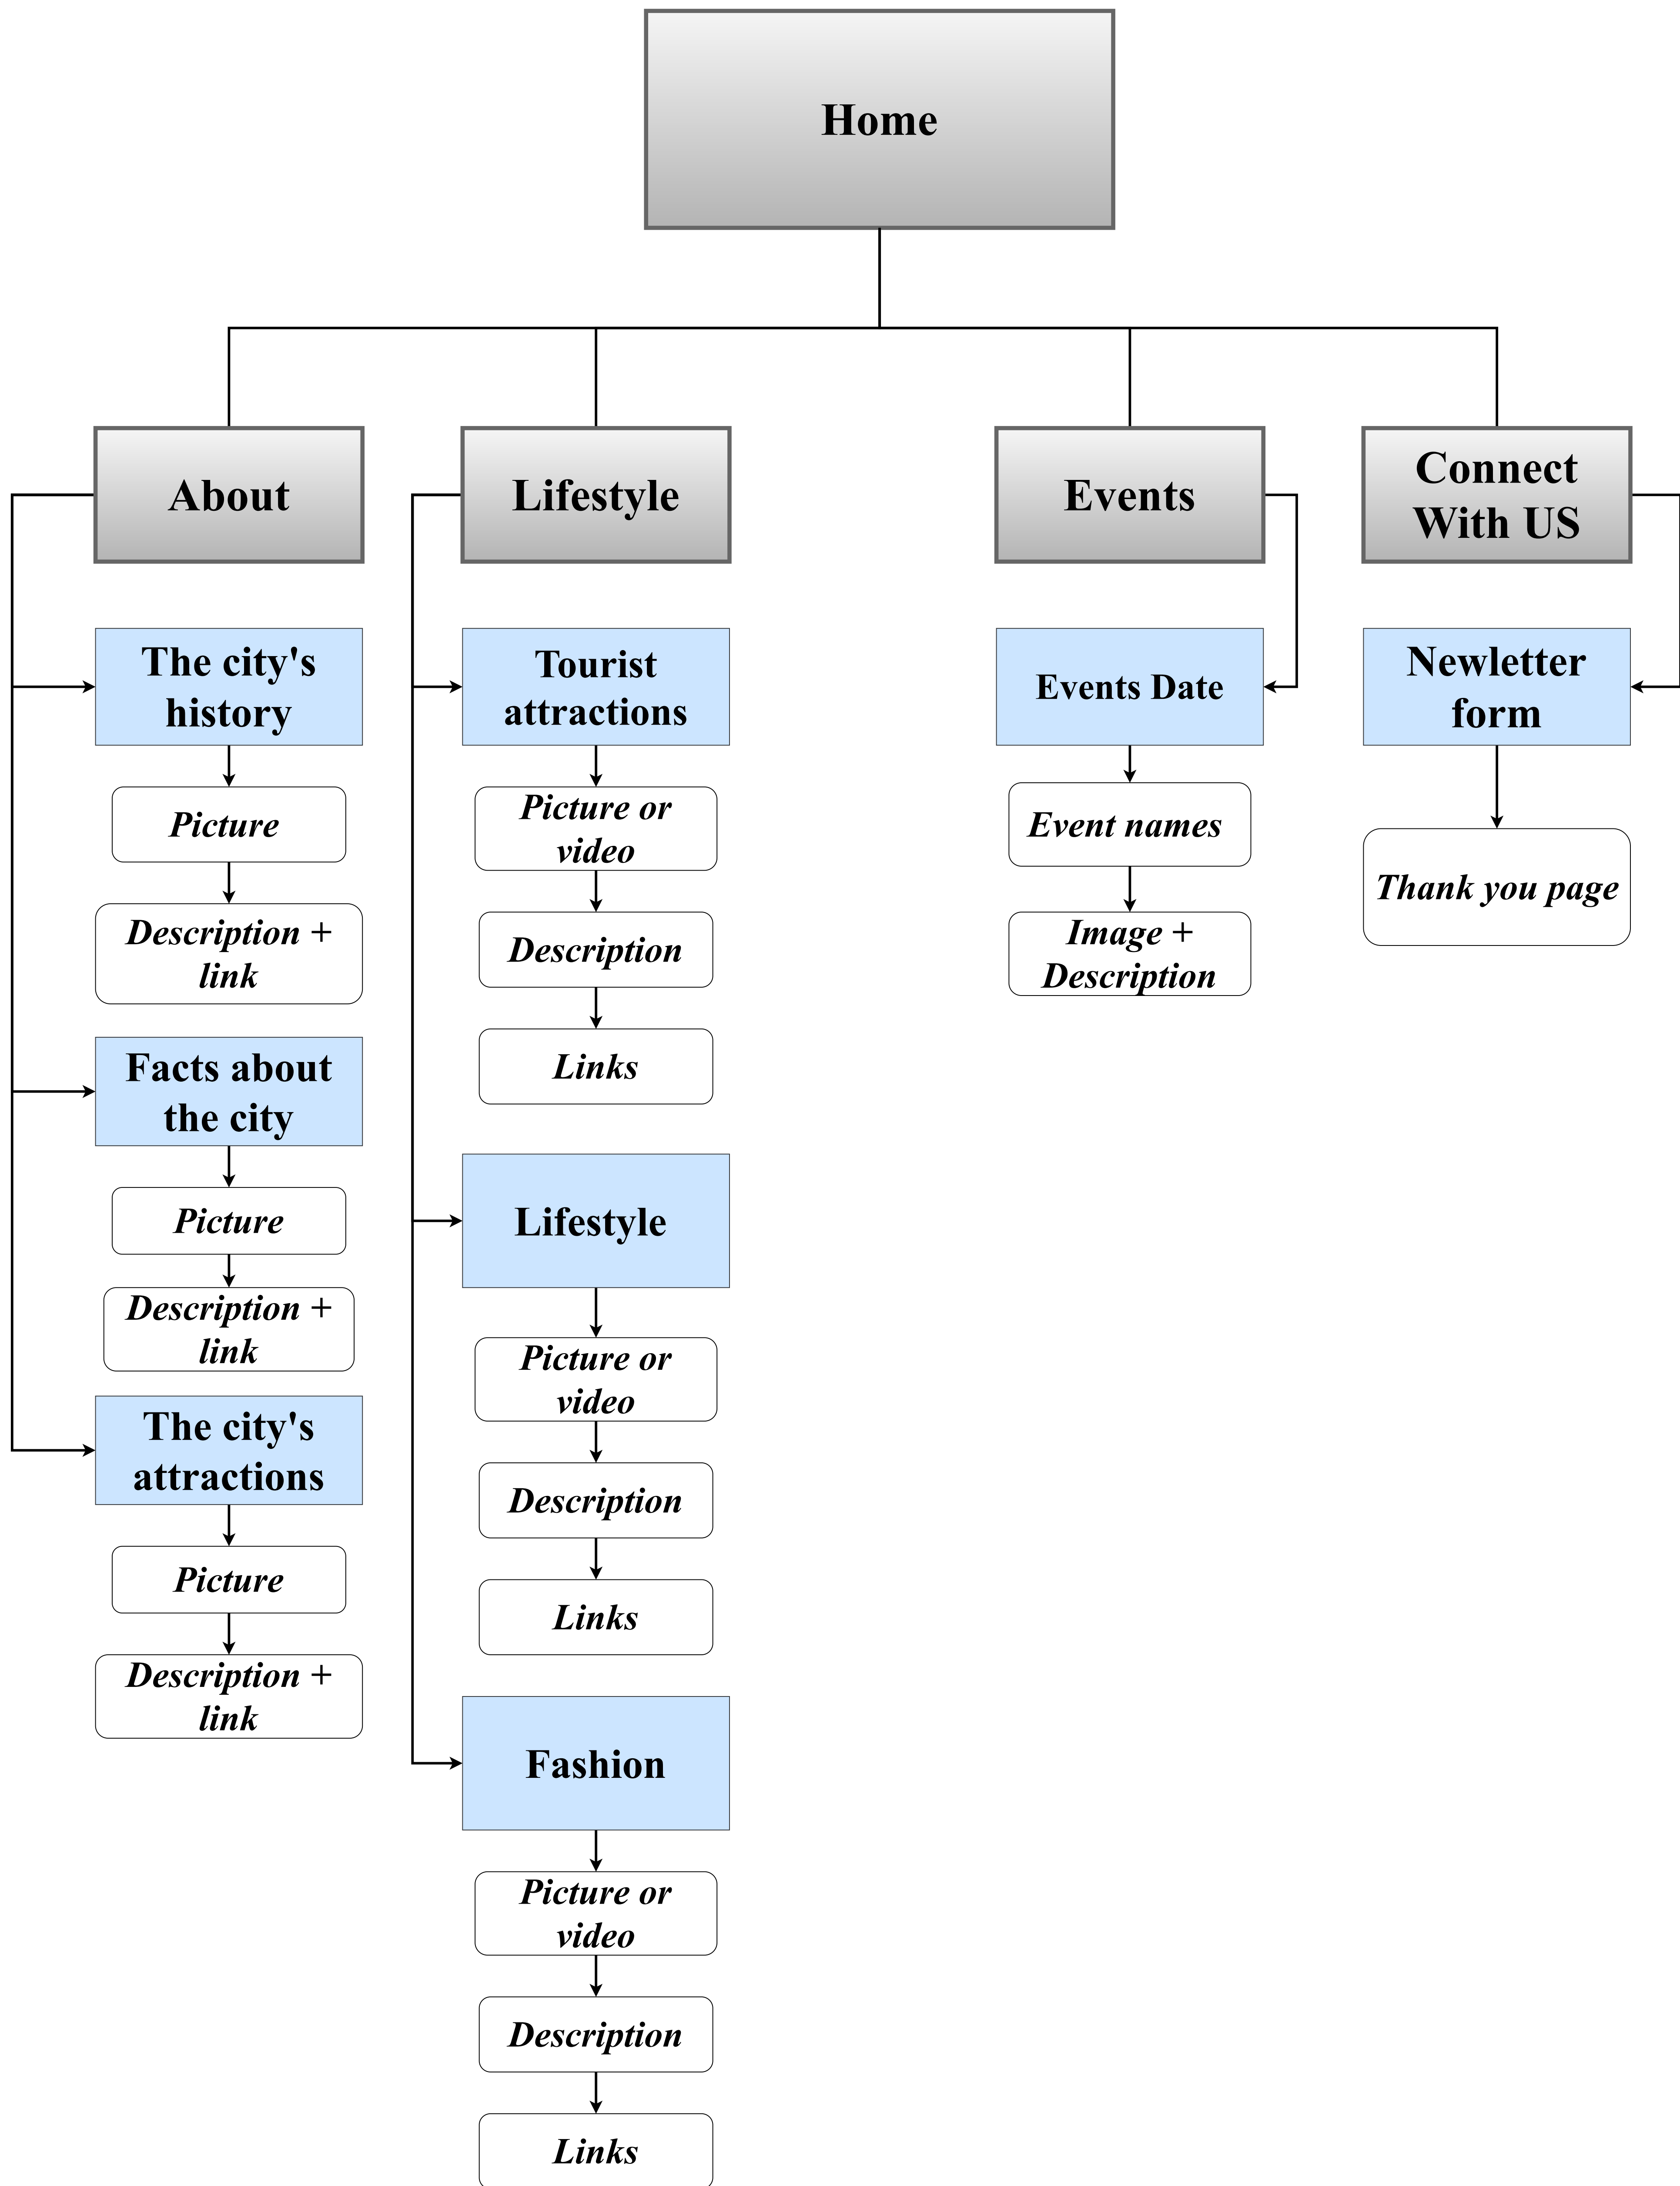 Home
About
Lifestyle
Events
Connect
With US
The city's
history
Picture
Description +
link
Facts about
the city
Picture
Description +
link
The city's
attractions
Picture
Description +
link
Tourist
attractions
Picture or
video
Description
Links
Lifestyle
Picture or
video
Description
Links
Fashion
Picture or
video
Description
Links
Events Date
Event names
Image +
Description
Newletter
form
Thank you page